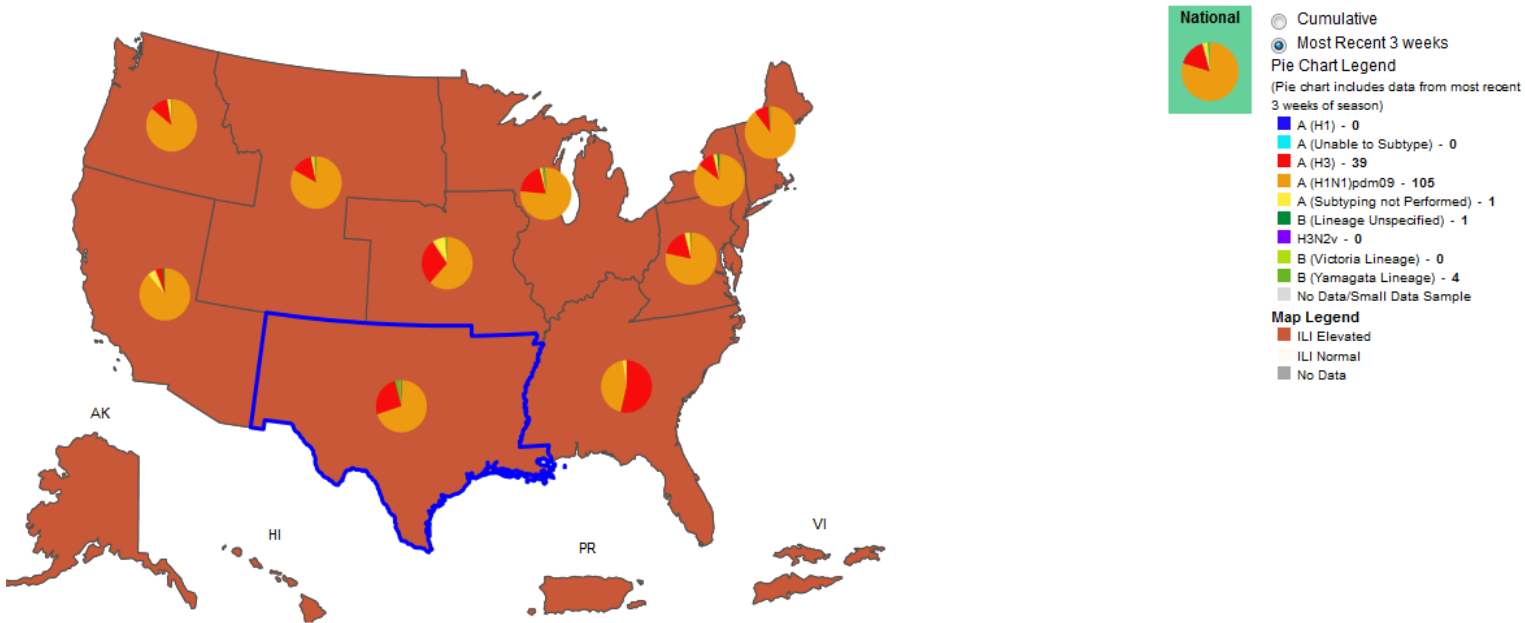 National
Cumulative
Most Recent 3 weeks
Pie Chart Legend
(Pie chart includes data from most recent
3 weeks of season)
A (H1) - 0
A (Unable to Subtype) - 0
A (H3) - 39
A (H1N1)pdm09 - 105
A (Subtyping not Performed) - 1
B (Lineage Unspecified) - 1
H3N2v - 0
B (Victoria Lineage) - 0
B (Yamagata Lineage) - 4
No Data/Small Data Sample
Map Legend
ILI Elevated
ILI Normal
No Data
AK
HI
PR
VI